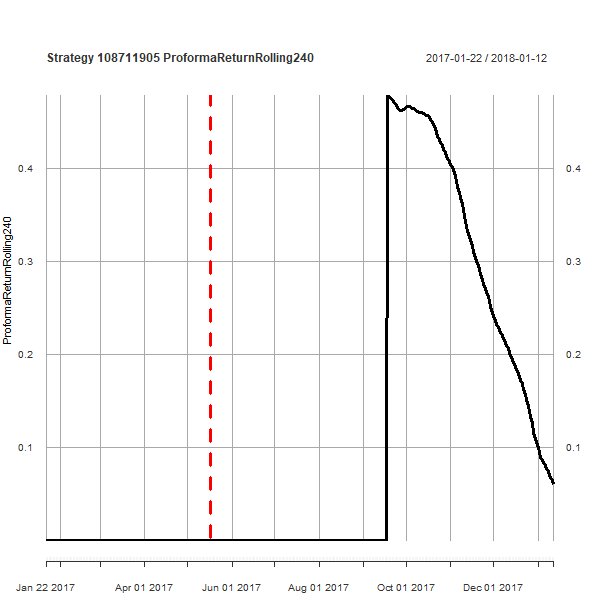 Strategy 108711905 ProformaReturnRolling240
2017-01-22 / 2018-01-12
ProformaReturnRolling240
0.4 0.4
0.3 0.3
0.2 0.2
0.1 0.1
Jan 22 2017 Apr 01 2017 Jun 01 2017 Aug 01 2017 Oct 01 2017 Dec 01 2017